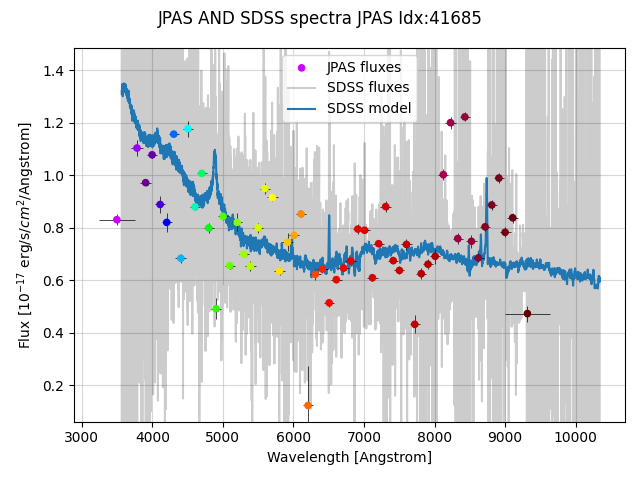 JPAS AND SDSS spectra JPAS Idx:41685
JPAS fluxes
SDSS fluxes
SDSS model
Flux [10⁻¹⁷ erg/s/cm²/Angstrom]
1.4
1.2
1.0
0.8
0.6
0.4
0.2
3000 4000 5000 6000 7000 8000 9000 10000
Wavelength [Angstrom]